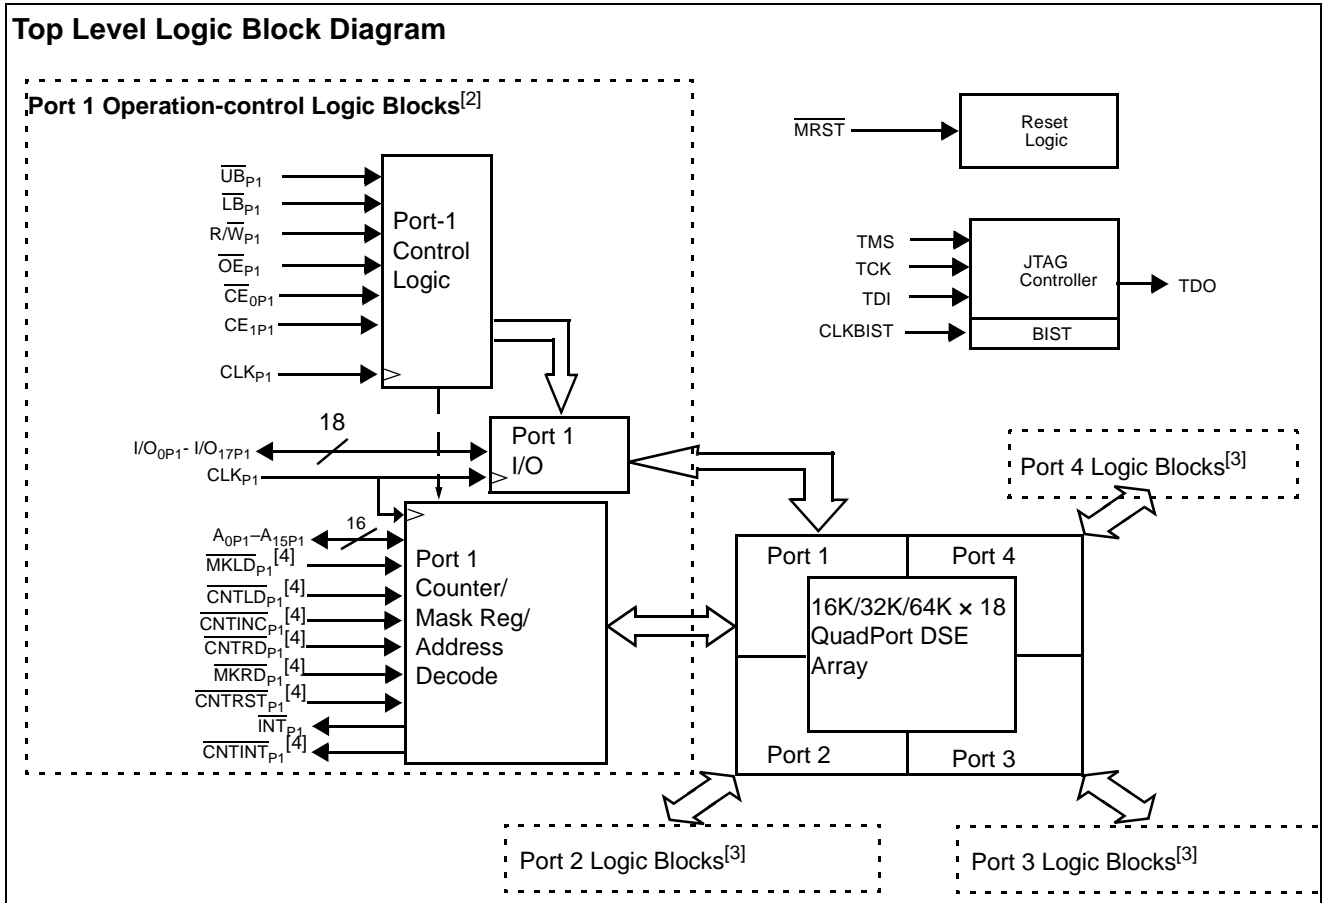 Top Level Logic Block Diagram
Port 1 Operation-control Logic Blocks[2]
UBP1
LBP1
R/WP1
OEP1
CE0P1
CE1P1
CLKP1
Port-1
Control
Logic
MRST
Reset
Logic
TMS
TCK
TDI
CLKBIST
JTAG
Controller
BIST
TDO
18
I/O0P1- I/O17P1
CLKP1
Port 1
I/O
16
A0P1–A15P1
MKLDP1[4]
CNTLDP1[4]
CNTINCP1[4]
CNTRDP1[4]
MKRDP1[4]
CNTRSTP1[4]
INTP1
CNTINTP1[4]
Port 1
Counter/
Mask Reg/
Address
Decode
Port 4 Logic Blocks[3]
Port 1
Port 4
16K/32K/64K × 18
QuadPort DSE
Array
Port 2
Port 3
Port 2 Logic Blocks[3]
Port 3 Logic Blocks[3]